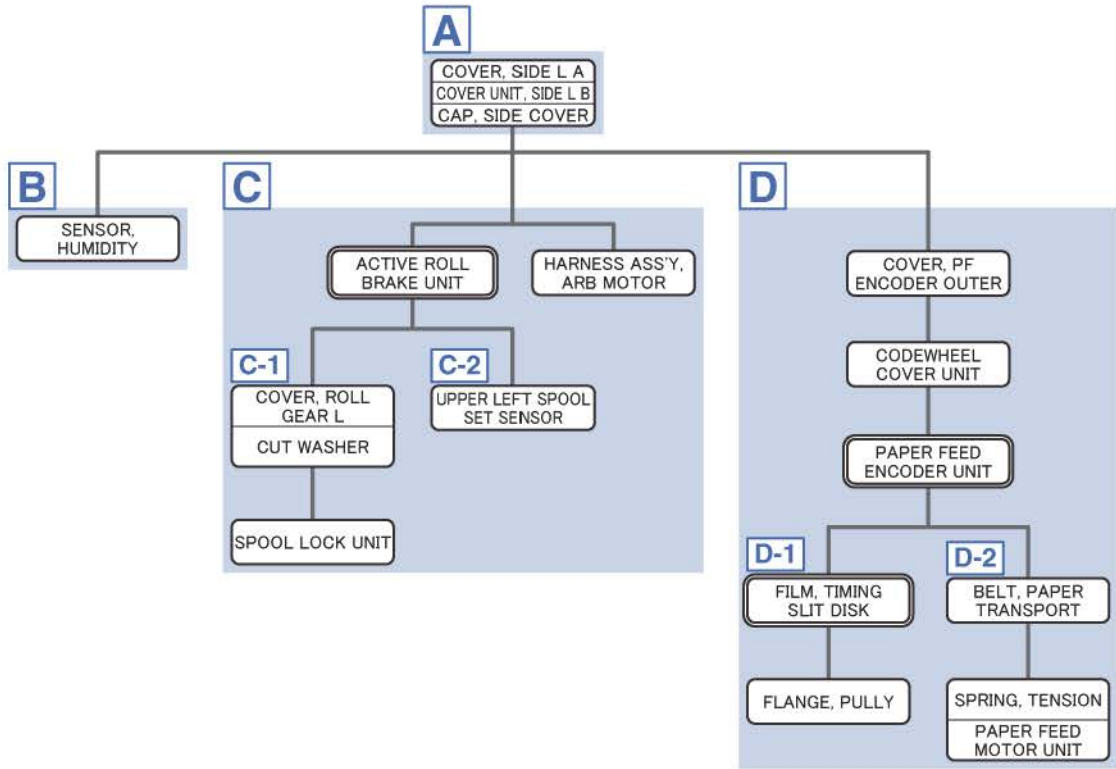 A
COVER, SIDE L A
COVER UNIT, SIDE L B
CAP, SIDE COVER
B
SENSOR,
HUMIDITY
C
ACTIVE ROLL
BRAKE UNIT
HARNESS ASS'Y,
ARB MOTOR
C-1
COVER, ROLL
GEAR L
CUT WASHER
SPOOL LOCK UNIT
C-2
UPPER LEFT SPOOL
SET SENSOR
D
COVER, PF
ENCODER OUTER
CODEWHEEL
COVER UNIT
PAPER FEED
ENCODER UNIT
D-1
FILM, TIMING
SLIT DISK
FLANGE, PULLY
D-2
BELT, PAPER
TRANSPORT
SPRING, TENSION
PAPER FEED
MOTOR UNIT